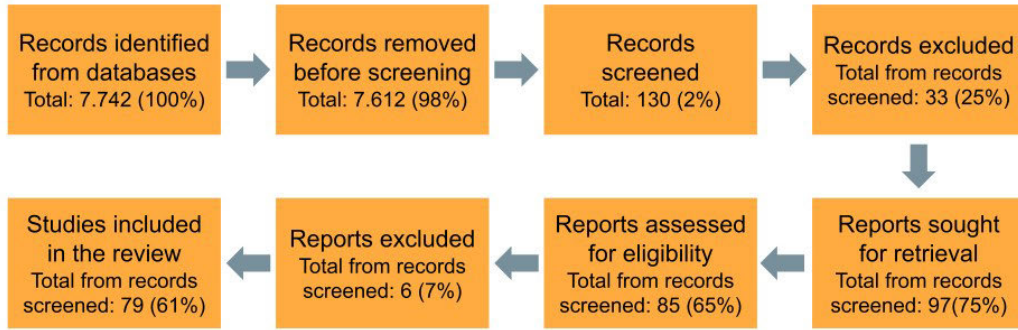 Records identified
from databases
Total: 7.742 (100%)
Records removed
before screening
Total: 7.612 (98%)
Records
screened
Total: 130 (2%)
Records excluded
Total from records
screened: 33 (25%)
Reports sought
for retrieval
Total from records
screened: 97(75%)
Reports assessed
for eligibility
Total from records
screened: 85 (65%)
Reports excluded
Total from records
screened: 6 (7%)
Studies included
in the review
Total from records
screened: 79 (61%)